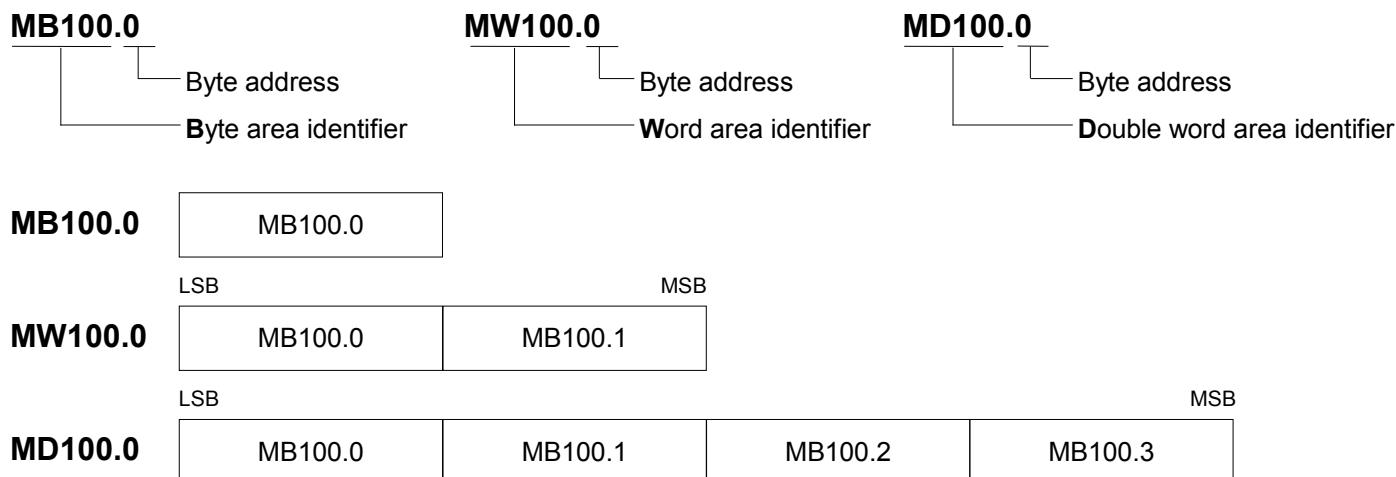 MB100.0 MW100.0 MD100.0
Byte address Byte address Byte address
Byte area identifier Word area identifier Double word area identifier
MB100.0 MB100.0
LSB MSB
MW100.0 MB100.0 MB100.1
LSB MSB
MD100.0 MB100.0 MB100.1 MB100.2 MB100.3